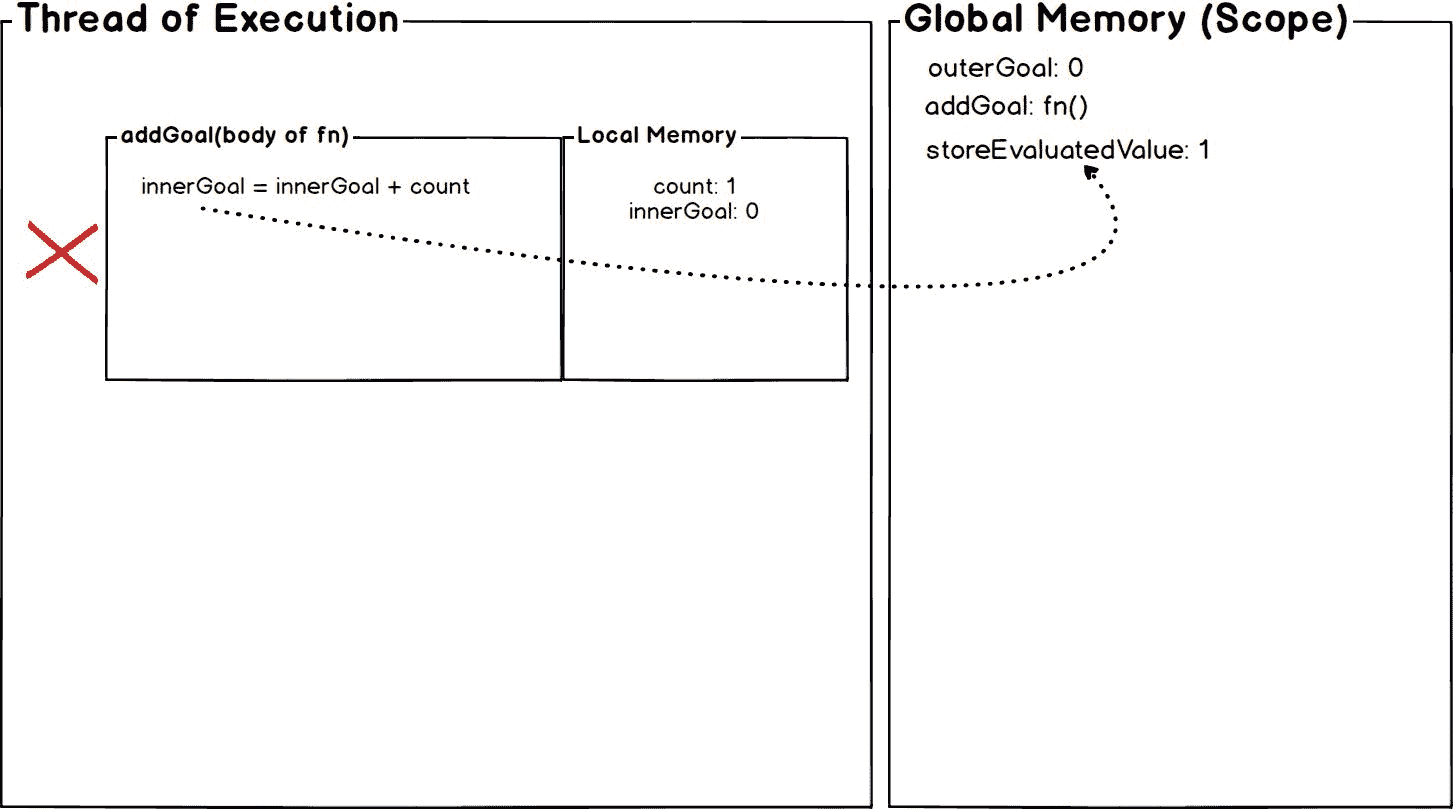 Thread of Execution
addGoal(body of fn)
innerGoal = innerGoal + count
Local Memory
count: 1
innerGoal: 0
Global Memory (Scope)
outerGoal: 0
addGoal: fn()
storeEvaluatedValue: 1